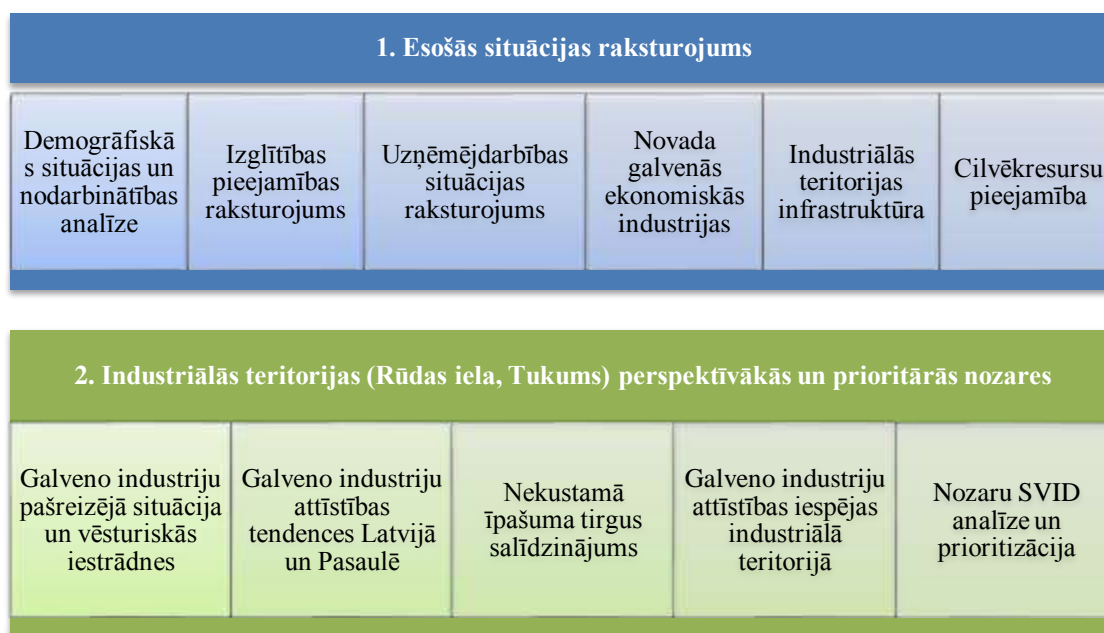 1. Esošās situācijas raksturojums
Demogrāfiskā
s situācijas un
nodarbinātības
analīze
Izglītības
pieejamības
raksturojums
Uzņēmējdarbības
situācijas
raksturojums
Novada
galvenās
ekonomiskās
industrijas
Industriālās
teritorijas
infrastruktūra
Cilvēkresursu
pieejamība
2. Industriālās teritorijas (Rūdas iela, Tukums) perspektīvākās un prioritārās nozares
Galveno industriju
pašreizējā situācija
un vēsturiskās
iestrādnes
Galveno industriju
attīstības
tendences Latvijā
un Pasaulē
Nekustamā
īpašuma tirgus
salīdzinājums
Galveno industriju
attīstības iespējas
industriālā
teritorijā
Nozaru SVID
analīze un
prioritizācija